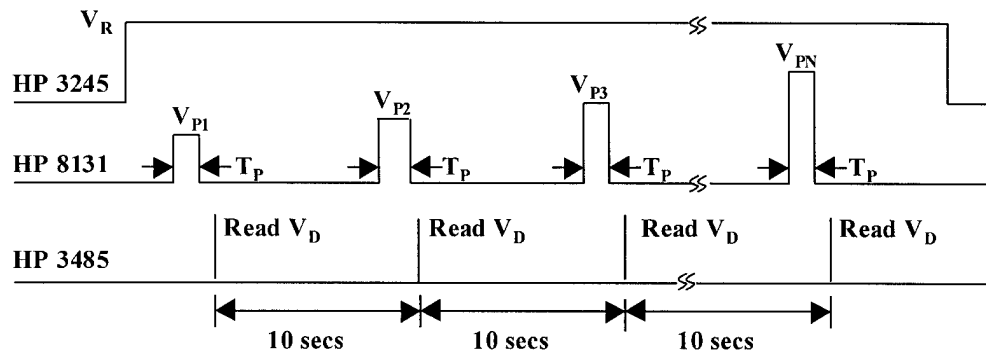 V_R
HP 3245
V_P1
V_P2
V_P3
V_PN
HP 8131
T_P
T_P
T_P
T_P
Read V_D
Read V_D
Read V_D
Read V_D
HP 3485
10 secs
10 secs
10 secs